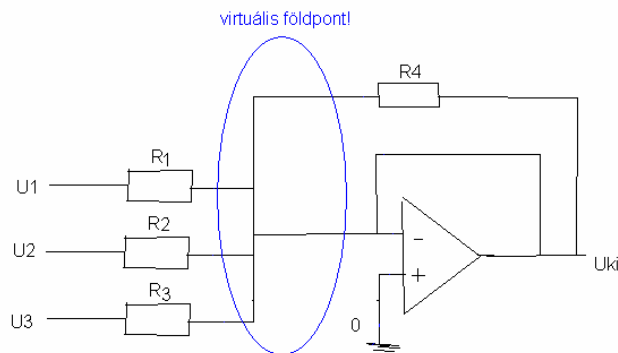 virtuális földpont!
R4
R1
U1
R2
U2
R3
U3
-
+
0
Uki